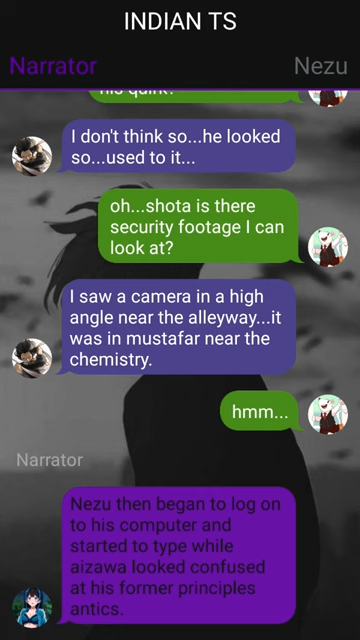 INDIAN TS
Narrator
Nezu
his quirk?
I don't think so...he looked
so...used to it...
oh...shota is there
security footage I can
look at?
I saw a camera in a high
angle near the alleyway...it
was in mustafar near the
chemistry.
hmm...
Narrator
Nezu then began to log on
to his computer and
started to type while
aizawa looked confused
at his former principles
antics.